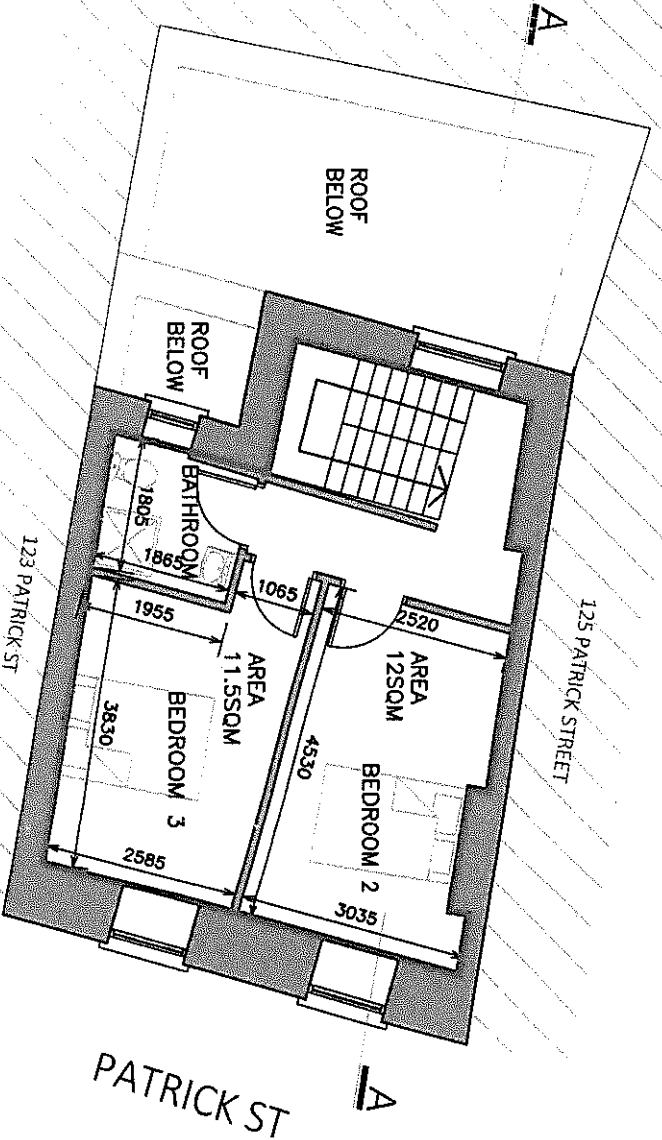 A
ROOF
BELOW
ROOF
BELOW
125 PATRICK STREET
BATHROOM
1805
1865
1065
2520
1955
AREA
12SQM
AREA
11.5SQM
4530
BEDROOM 2
BEDROOM 3
3830
2585
3035
123 PATRICK ST
A
PATRICK ST